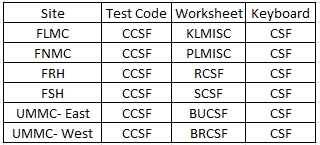 Site Test Code Worksheet Keyboard
FLMC CCSF KLMISC CSF
FNMC CCSF PLMISC CSF
FRH CCSF RCSF CSF
FSH CCSF SCSF CSF
UMMC- East CCSF BUCSF CSF
UMMC- West CCSF BRCSF CSF